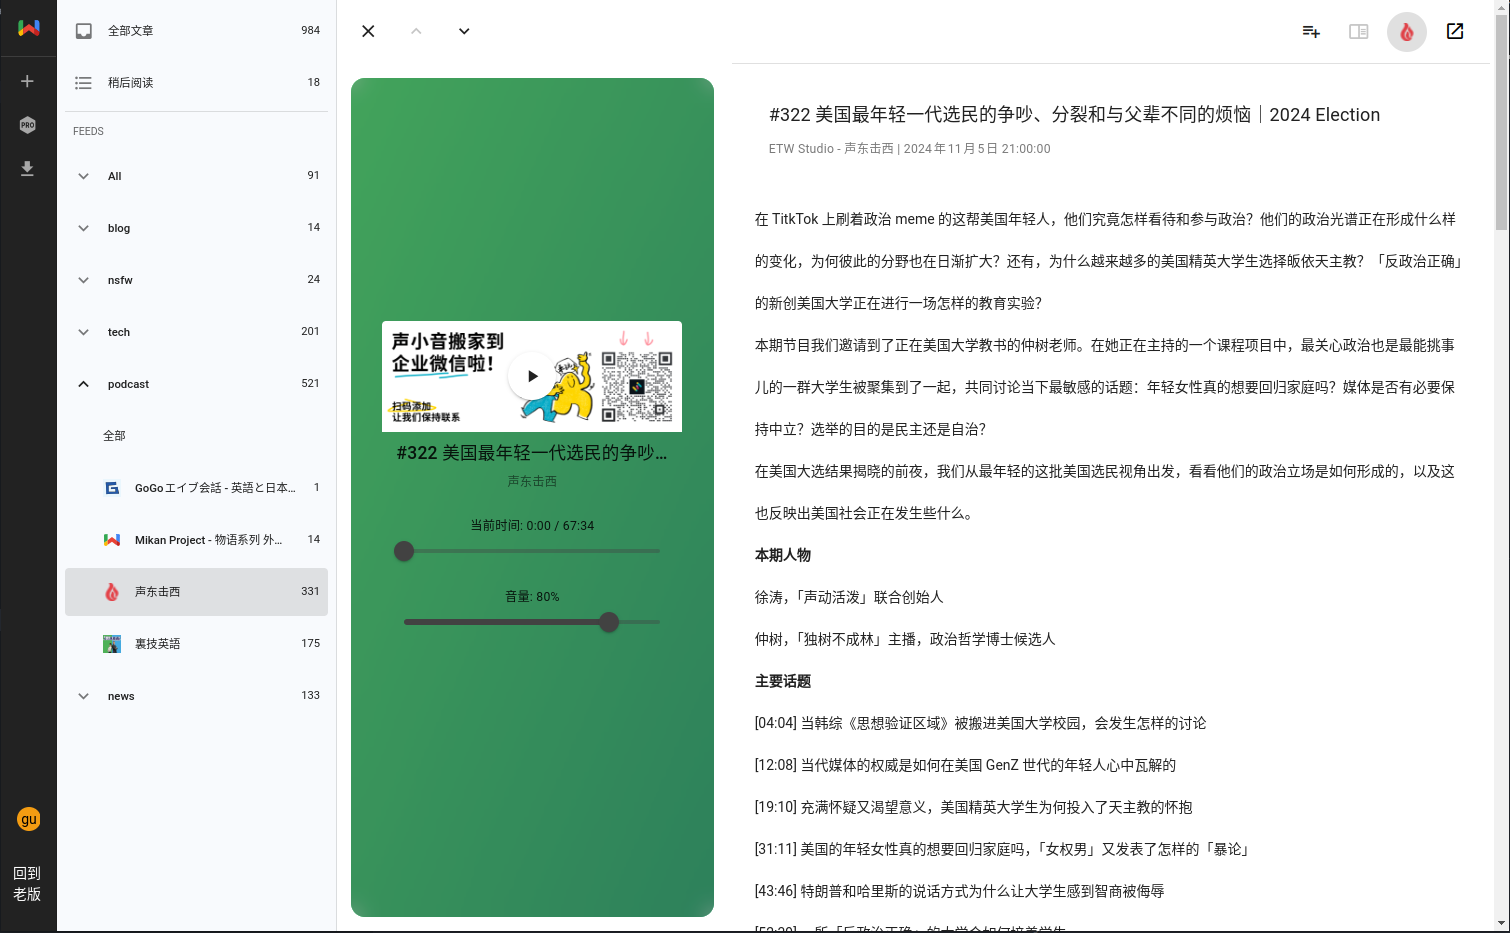 PRO
gu
回到
老版
全部文章 984
稍后阅读 18
FEEDS
All 91
blog 14
nsfw 24
tech 201
podcast 521
全部
GoGoエイブ会話 - 英語と日本... 1
Mikan Project - 物语系列 外... 14
声东击西 331
裏技英語 175
news 133
声小音搬家到
企业微信啦！
扫码添加
让我们保持联系
#322 美国最年轻一代选民的争吵...
声东击西
当前时间: 0:00 / 67:34
音量: 80%
#322 美国最年轻一代选民的争吵、分裂和与父辈不同的烦恼｜2024 Election
ETW Studio - 声东击西 | 2024年11月5日 21:00:00
在 TitkTok 上刷着政治 meme 的这帮美国年轻人，他们究竟怎样看待和参与政治？他们的政治光谱正在形成什么样
的变化，为何彼此的分野也在日渐扩大？还有，为什么越来越多的美国精英大学生选择皈依天主教？「反政治正确」
的新创美国大学正在进行一场怎样的教育实验？
本期节目我们邀请到了正在美国大学教书的仲树老师。在她正在主持的一个课程项目中，最关心政治也是最能挑事
儿的一群大学生被聚集到了一起，共同讨论当下最敏感的话题：年轻女性真的想要回归家庭吗？媒体是否有必要保
持中立？选举的目的是民主还是自治？
在美国大选结果揭晓的前夜，我们从最年轻的这批美国选民视角出发，看看他们的政治立场是如何形成的，以及这
也反映出美国社会正在发生些什么。
本期人物
徐涛，「声动活泼」联合创始人
仲树，「独树不成林」主播，政治哲学博士候选人
主要话题
[04:04] 当韩综《思想验证区域》被搬进美国大学校园，会发生怎样的讨论
[12:08] 当代媒体的权威是如何在美国 GenZ 世代的年轻人心中瓦解的
[19:10] 充满怀疑又渴望意义，美国精英大学生为何投入了天主教的怀抱
[31:11] 美国的年轻女性真的想要回归家庭吗，「女权男」又发表了怎样的「暴论」
[43:46] 特朗普和哈里斯的说话方式为什么让大学生感到智商被侮辱